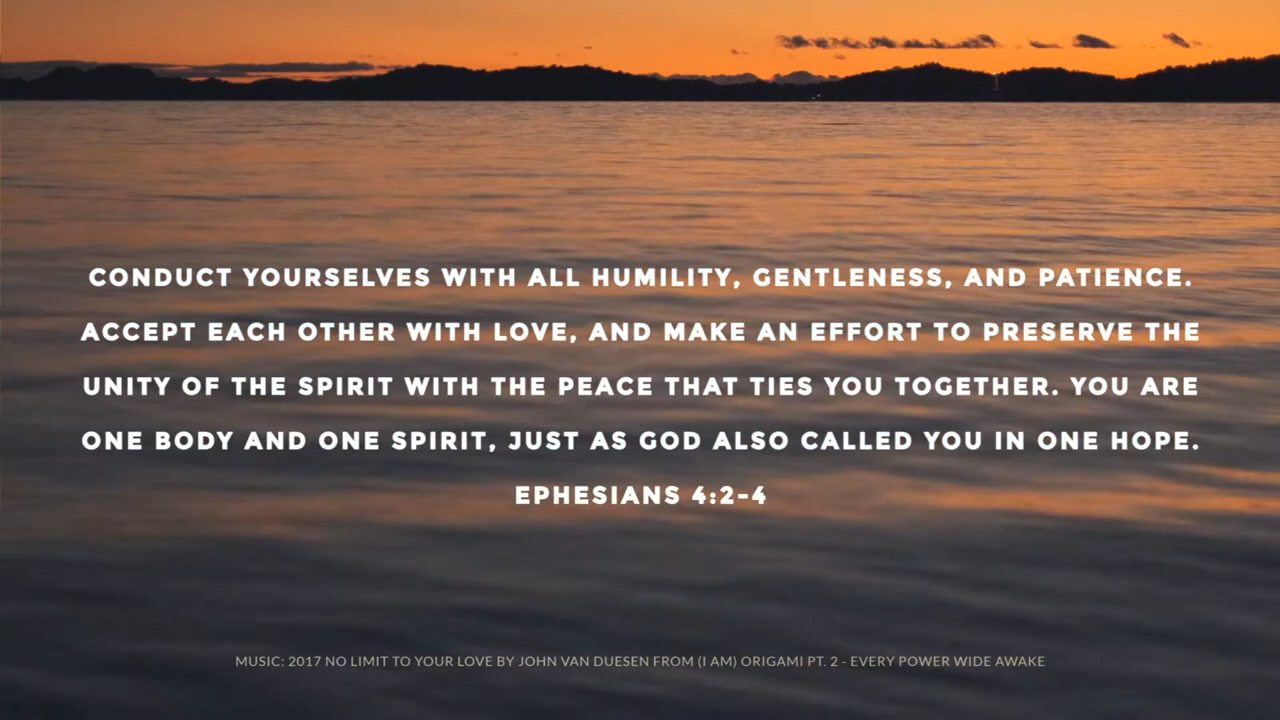 CONDUCT YOURSELVES WITH ALL HUMILITY, GENTLENESS, AND PATIENCE.
ACCEPT EACH OTHER WITH LOVE, AND MAKE AN EFFORT TO PRESERVE THE
UNITY OF THE SPIRIT WITH THE PEACE THAT TIES YOU TOGETHER. YOU ARE
ONE BODY AND ONE SPIRIT, JUST AS GOD ALSO CALLED YOU IN ONE HOPE.
EPHESIANS 4:2-4
MUSIC: 2017 NO LIMIT TO YOUR LOVE BY JOHN VAN DUESEN FROM (I AM) ORIGAMI PT. 2 - EVERY POWER WIDE AWAKE